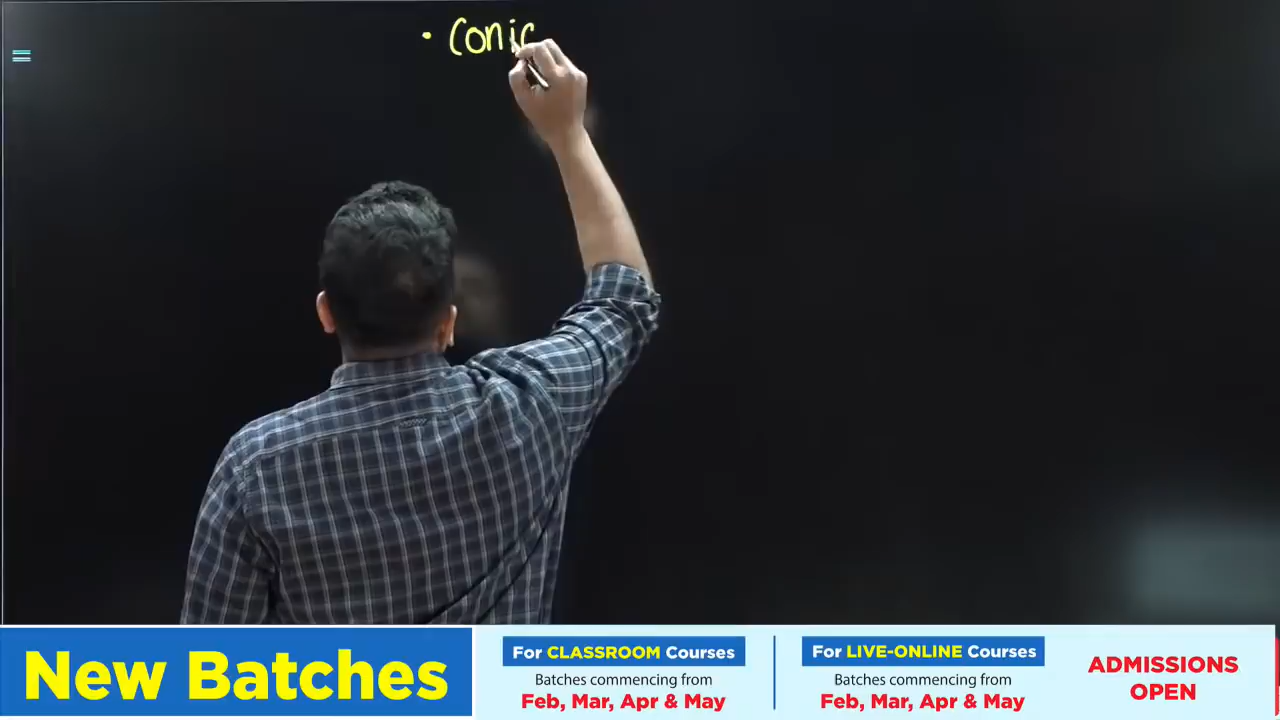 · Conic
New Batches
For CLASSROOM Courses
Batches commencing from
Feb, Mar, Apr & May
For LIVE-ONLINE Courses
Batches commencing from
Feb, Mar, Apr & May
ADMISSIONS
OPEN